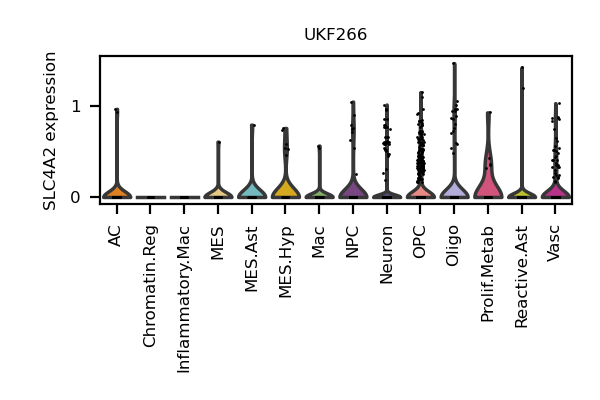 UKF266
SLC4A2 expression
1
0
AC
Chromatin.Reg
Inflammatory.Mac
MES
MES.Ast
MES.Hyp
Mac
NPC
Neuron
OPC
Oligo
Prolif.Metab
Reactive.Ast
Vasc